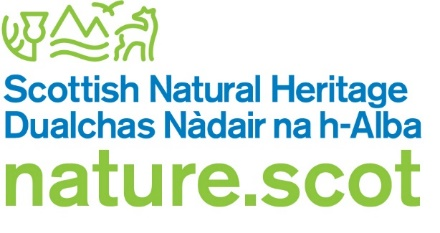 Scottish Natural Heritage
Dualchas Nàdair na h-Alba
nature.scot